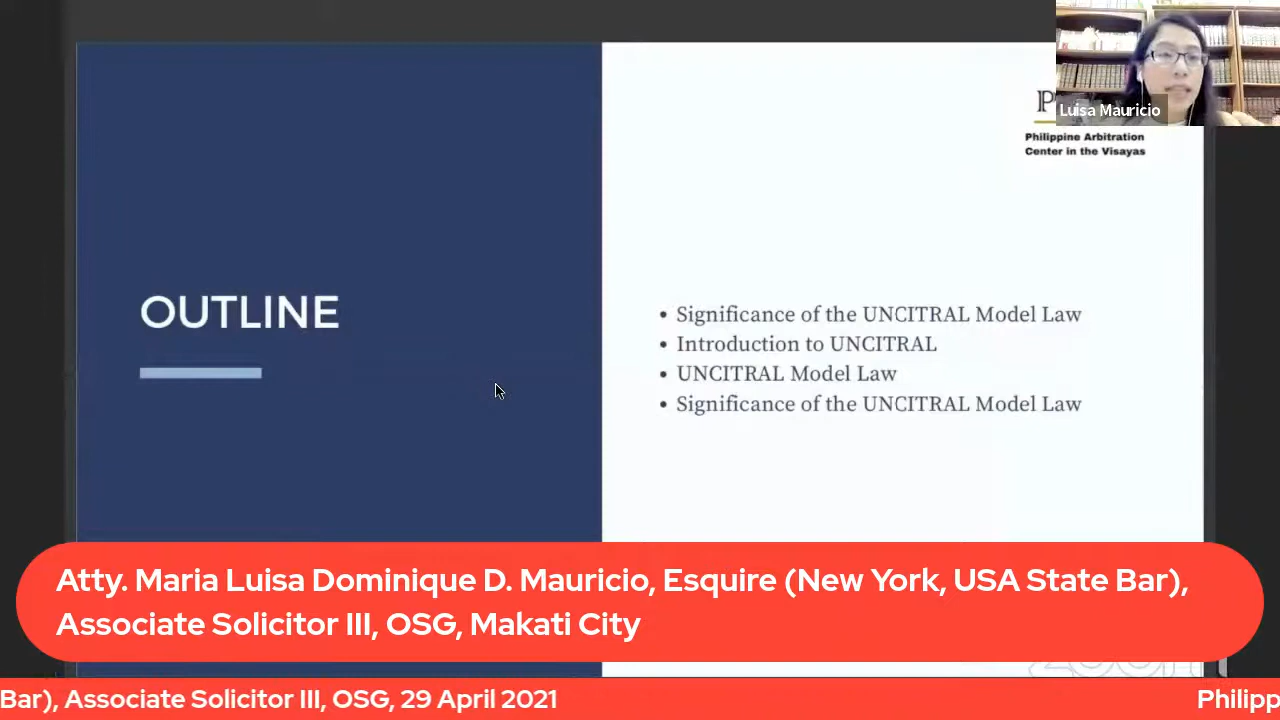 Luisa Mauricio
Philippine Arbitration
Center in the Visayas
OUTLINE
• Significance of the UNCITRAL Model Law
• Introduction to UNCITRAL
• UNCITRAL Model Law
• Significance of the UNCITRAL Model Law
Atty. Maria Luisa Dominique D. Mauricio, Esquire (New York, USA State Bar),
Associate Solicitor III, OSG, Makati City
zoom
Bar), Associate Solicitor III, OSG, 29 April 2021
Philipp